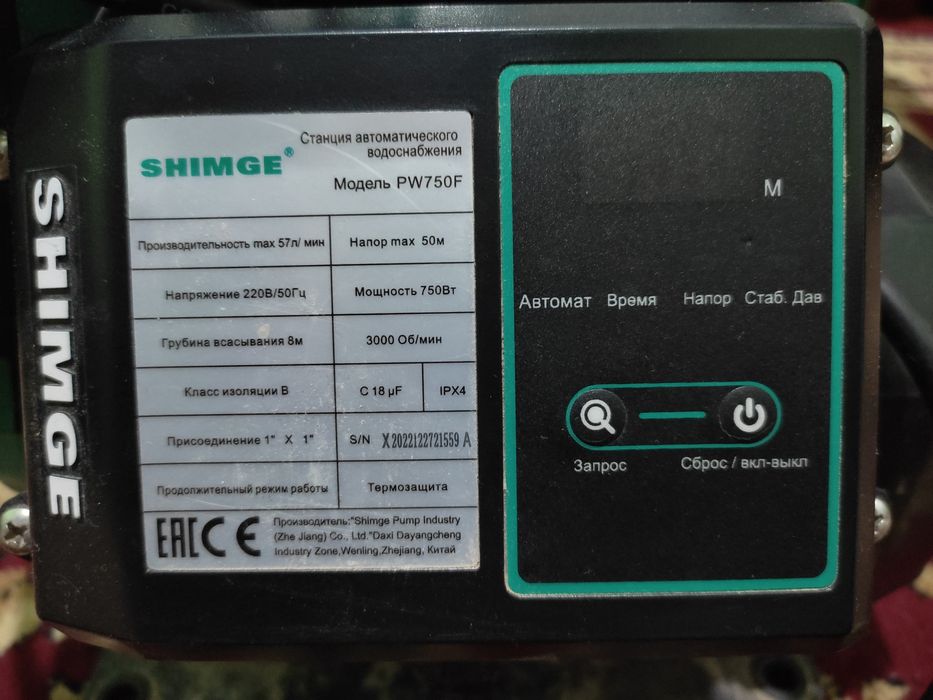 SHIMGE
SHIMGE®
Станция автоматического
водоснабжения
Модель PW750F
Производительность max 57л/ мин
Напор max 50м
Напряжение 220В/50Гц
Мощность 750Вт
Грубина всасывания 8м
3000 Об/мин
Класс изоляции В
C 18 µF
IPX4
Присоединение 1" X 1"
S/N X2022122721559 A
Продолжительный режим работы
Термозащита
EAC CE
Производитель:"Shimge Pump Industry
(Zhe Jiang) Co., Ltd."Daxi Dayangcheng
Industry Zone,Wenling,Zhejiang, Китай
М
Автомат Время Напор Стаб. Дав
Запрос
Сброс / вкл-выкл